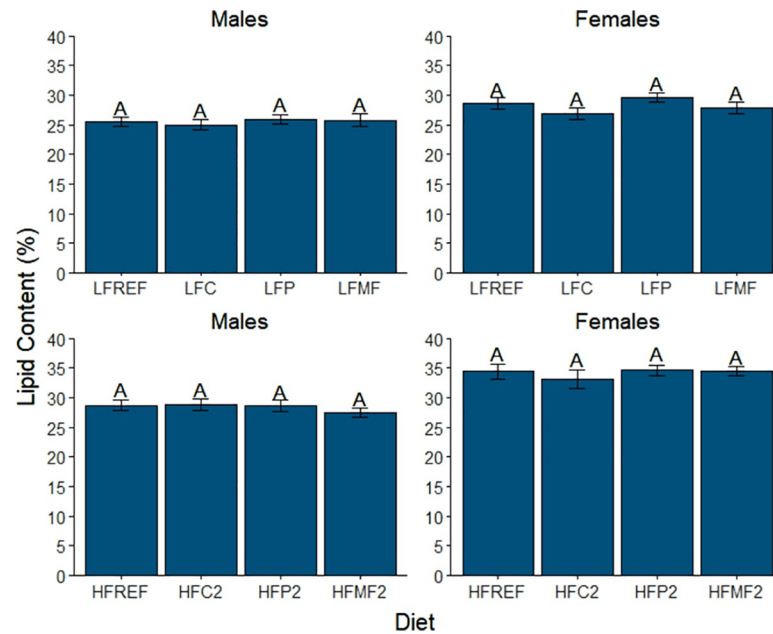 Males
Females
40
35
30
25
20
15
10
5
0
A A A A
LFREF LFC LFP LFMF
40
35
30
25
20
15
10
5
0
A A A A
LFREF LFC LFP LFMF
Lipid Content (%)
Males
Females
40
35
30
25
20
15
10
5
0
A A A A
HFREF HFC2 HFP2 HFMF2
40
35
30
25
20
15
10
5
0
A A A A
HFREF HFC2 HFP2 HFMF2
Diet